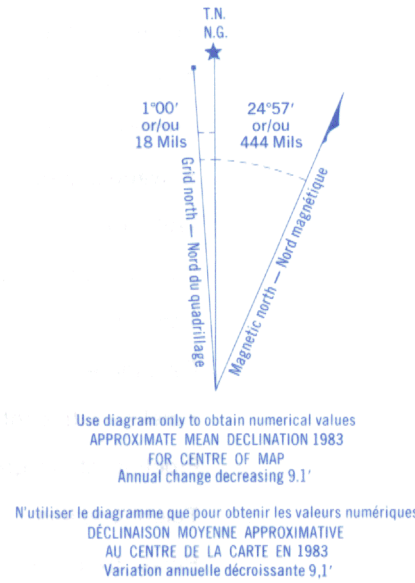 T.N.
N.G.
1°00'
or/ou
18 Mils
24°57'
or/ou
444 Mils
Grid north — Nord du quadrillage
Magnetic north — Nord magnétique
Use diagram only to obtain numerical values
APPROXIMATE MEAN DECLINATION 1983
FOR CENTRE OF MAP
Annual change decreasing 9.1'
N'utiliser le diagramme que pour obtenir les valeurs numériques
DÉCLINAISON MOYENNE APPROXIMATIVE
AU CENTRE DE LA CARTE EN 1983
Variation annuelle décroissante 9,1'